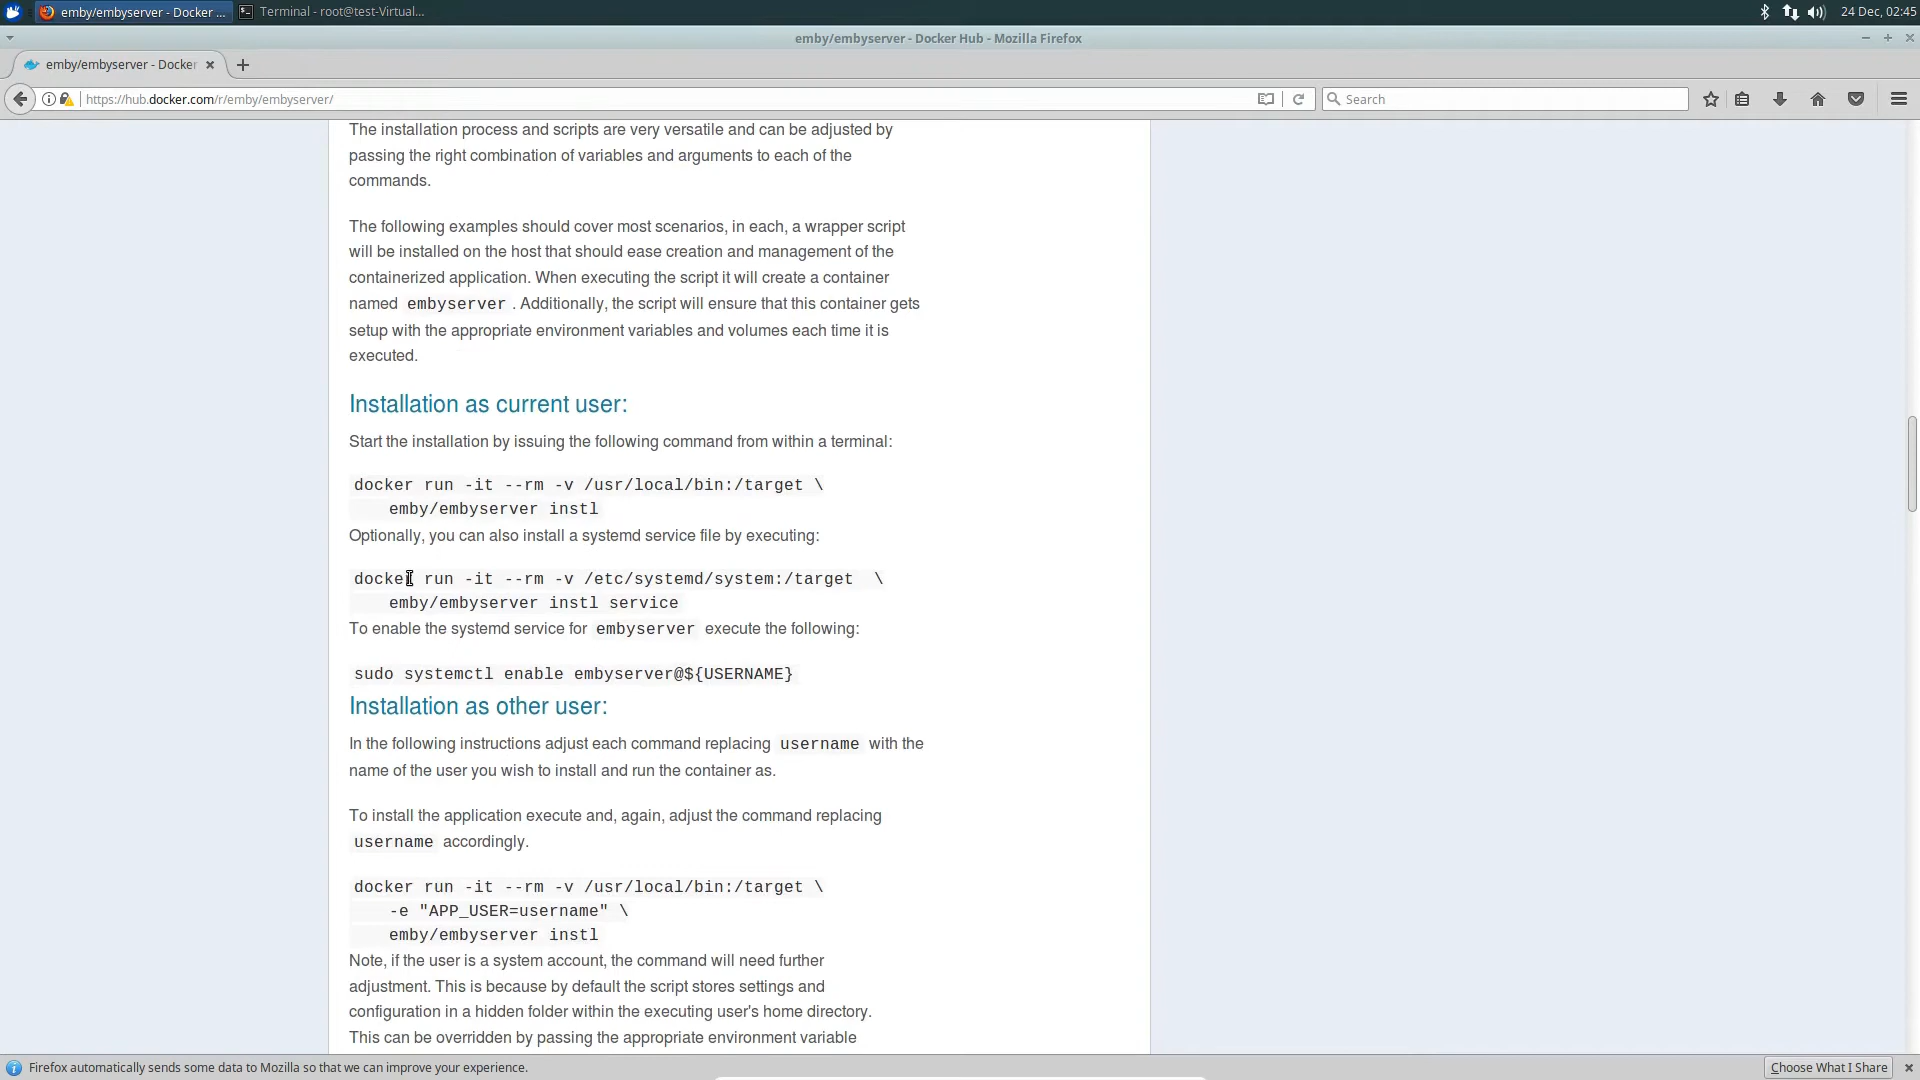 emby/embyserver - Docker ...
Terminal - root@test-Virtual...
24 Dec, 02:45
emby/embyserver - Docker Hub - Mozilla Firefox
emby/embyserver - Docker
https://hub.docker.com/r/emby/embyserver/
Search
The installation process and scripts are very versatile and can be adjusted by
passing the right combination of variables and arguments to each of the
commands.
The following examples should cover most scenarios, in each, a wrapper script
will be installed on the host that should ease creation and management of the
containerized application. When executing the script it will create a container
named embyserver . Additionally, the script will ensure that this container gets
setup with the appropriate environment variables and volumes each time it is
executed.
Installation as current user:
Start the installation by issuing the following command from within a terminal:
docker run -it --rm -v /usr/local/bin:/target \
emby/embyserver instl
Optionally, you can also install a systemd service file by executing:
docker run -it --rm -v /etc/systemd/system:/target \
emby/embyserver instl service
To enable the systemd service for embyserver execute the following:
sudo systemctl enable embyserver@${USERNAME}
Installation as other user:
In the following instructions adjust each command replacing username with the
name of the user you wish to install and run the container as.
To install the application execute and, again, adjust the command replacing
username accordingly.
docker run -it --rm -v /usr/local/bin:/target \
-e "APP_USER=username" \
emby/embyserver instl
Note, if the user is a system account, the command will need further
adjustment. This is because by default the script stores settings and
configuration in a hidden folder within the executing user's home directory.
This can be overridden by passing the appropriate environment variable
Firefox automatically sends some data to Mozilla so that we can improve your experience.
Choose What I Share